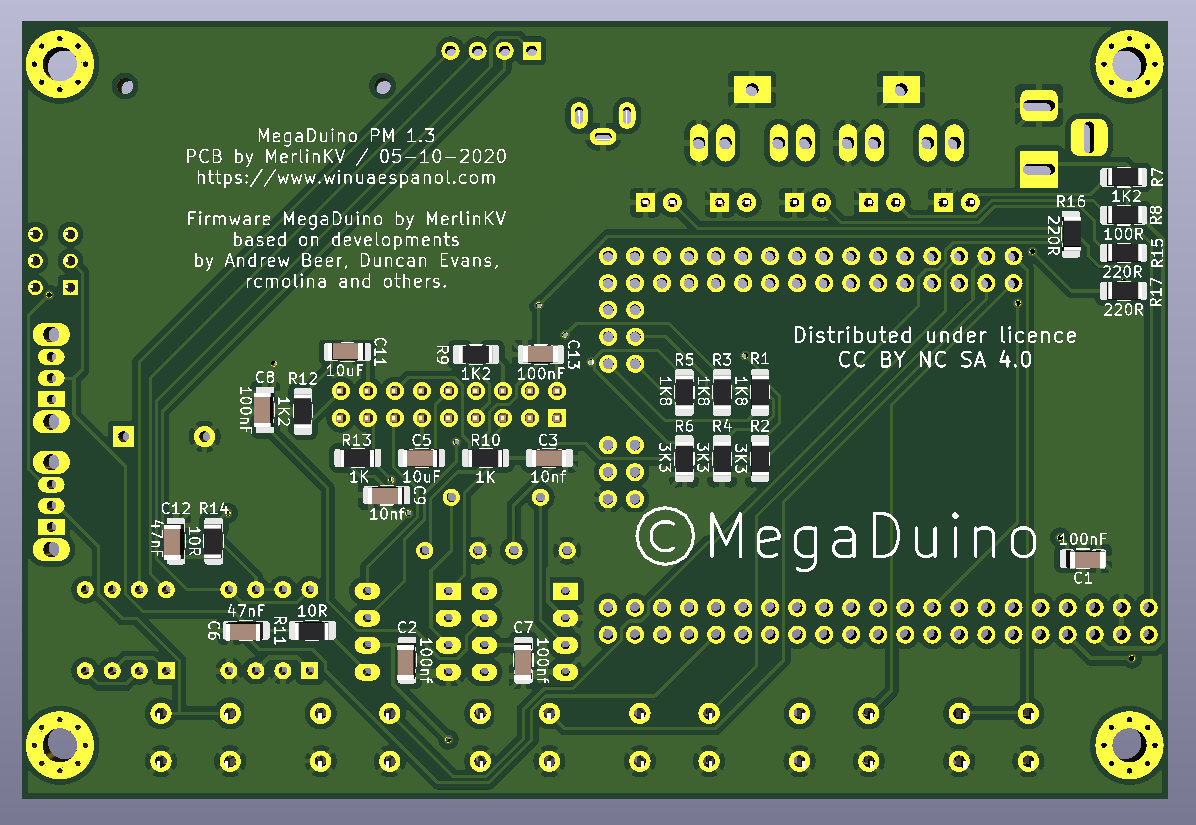 MegaDuino PM 1.3
PCB by MerlinKV / 05-10-2020
https://www.winuaespanol.com
Firmware MegaDuino by MerlinKV
based on developments
by Andrew Beer, Duncan Evans,
rcmolina and others.
R7
1K2
R16
220R
R8
100R
R15
220R
R17
220R
Distributed under licence
CC BY NC SA 4.0
C11
10uF
R9
1K2
C13
100nF
C8
100nF
R12
1K2
R5
1K8
R3
1K8
R1
1K8
R13
1K
C5
10uF
R10
1K
C3
10nf
R6
3K3
R4
3K3
R2
3K3
C9
10nf
C12
47nF
R14
10R
©MegaDuino
100nF
C1
47nF
C6
10R
R11
C2
100nf
C7
100nf